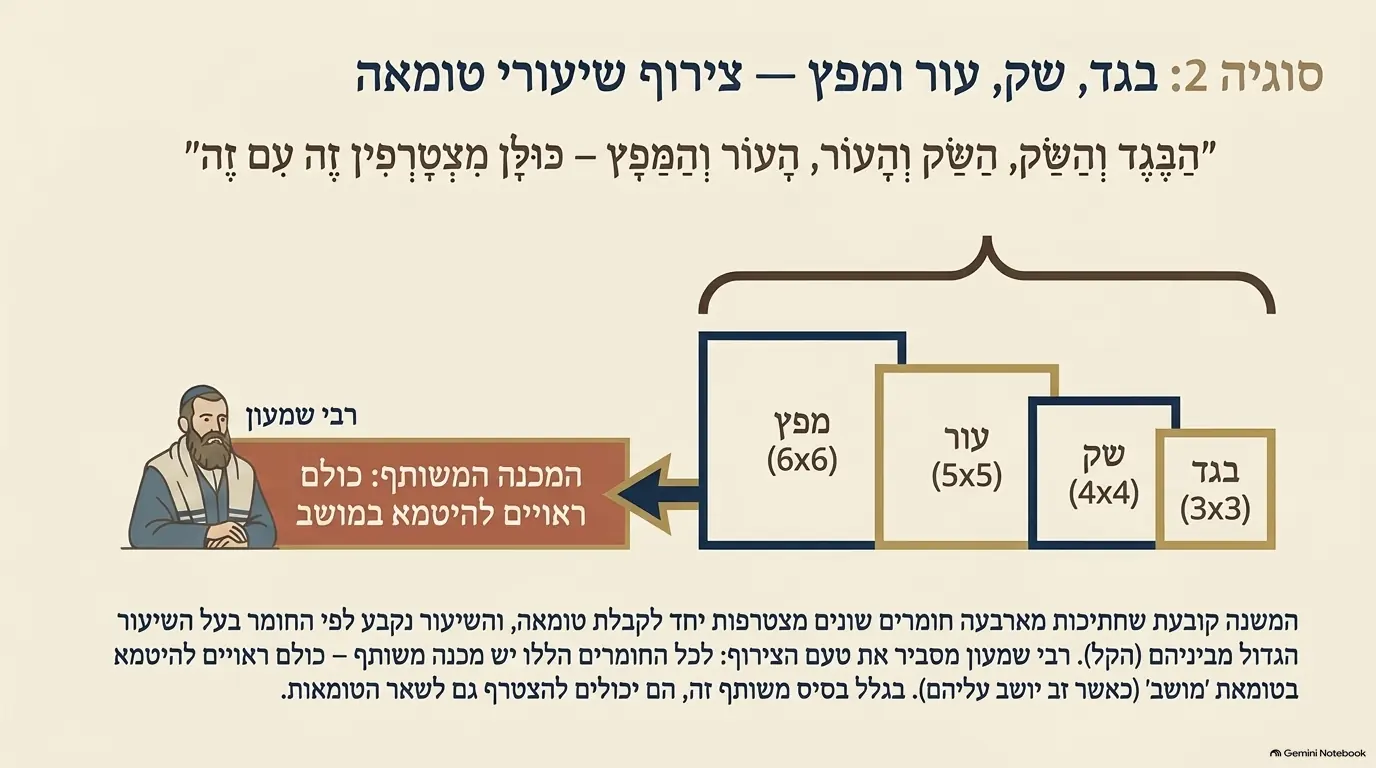 סוגיה 2: בגד, שק, עור ומפץ — צירוף שיעורי טומאה
"הַבֶּגֶד וְהַשַּׂק, הַשַּׂק וְהָעוֹר, הָעוֹר וְהַמַּפָּץ – כּוּלָּן מִצְטָרְפִין זֶה עִם זֶה"
בגד
(3x3)
שק
(4x4)
עור
(5x5)
מפץ
(6x6)
רבי שמעון
המכנה המשותף: כולם
ראויים להיטמא במושב
המשנה קובעת שחתיכות מארבעה חומרים שונים מצטרפות יחד לקבלת טומאה, והשיעור נקבע לפי החומר בעל השיעור
הגדול מביניהם (הקל). רבי שמעון מסביר את טעם הצירוף: לכל החומרים הללו יש מכנה משותף – כולם ראויים להיטמא
בטומאת 'מושב' (כאשר זב יושב עליהם). בגלל בסיס משותף זה, הם יכולים להצטרף גם לשאר הטומאות.
Gemini Notebook